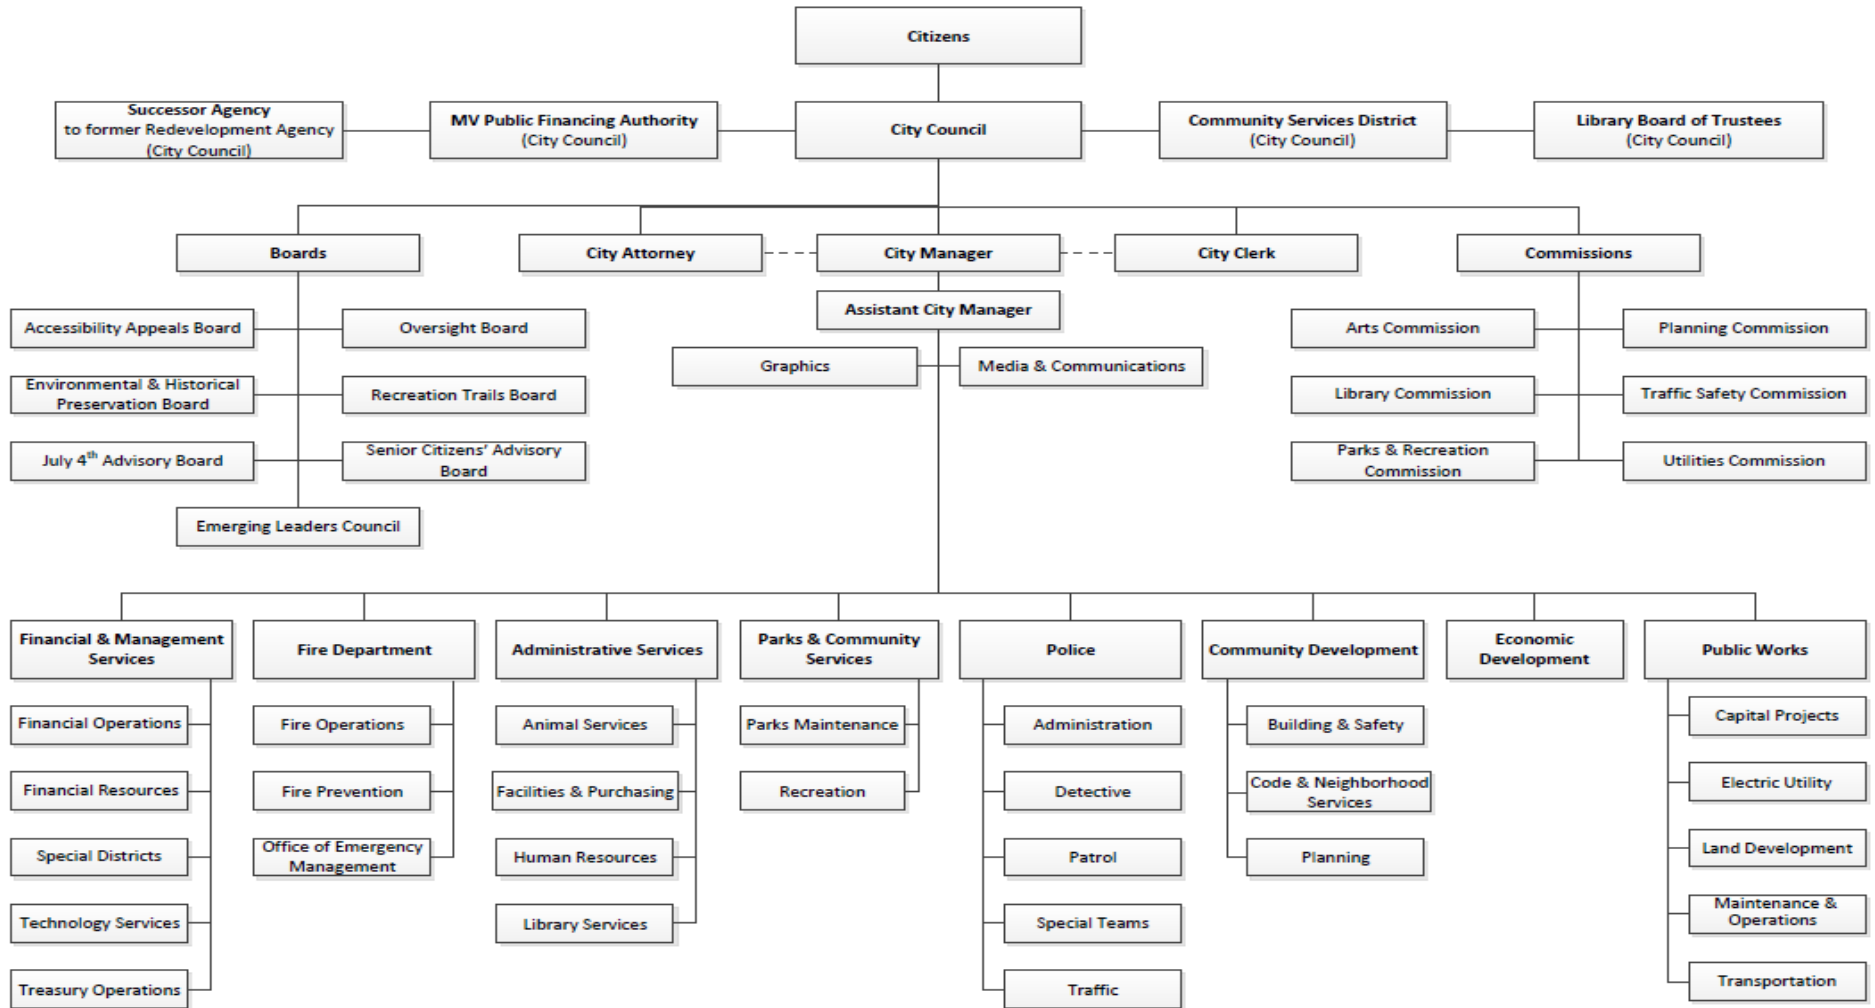 Citizens
Successor Agency
to former Redevelopment Agency
(City Council)
MV Public Financing Authority
(City Council)
City Council
Community Services District
(City Council)
Library Board of Trustees
(City Council)
Boards
City Attorney
City Manager
City Clerk
Commissions
Assistant City Manager
Accessibility Appeals Board
Oversight Board
Graphics
Media & Communications
Arts Commission
Planning Commission
Environmental & Historical
Preservation Board
Recreation Trails Board
Library Commission
Traffic Safety Commission
July 4th Advisory Board
Senior Citizens’ Advisory
Board
Parks & Recreation
Commission
Utilities Commission
Emerging Leaders Council
Financial & Management
Services
Fire Department
Administrative Services
Parks & Community
Services
Police
Community Development
Economic
Development
Public Works
Financial Operations
Financial Resources
Special Districts
Technology Services
Treasury Operations
Fire Operations
Fire Prevention
Office of Emergency
Management
Animal Services
Facilities & Purchasing
Human Resources
Library Services
Parks Maintenance
Recreation
Administration
Detective
Patrol
Special Teams
Traffic
Building & Safety
Code & Neighborhood
Services
Planning
Capital Projects
Electric Utility
Land Development
Maintenance &
Operations
Transportation